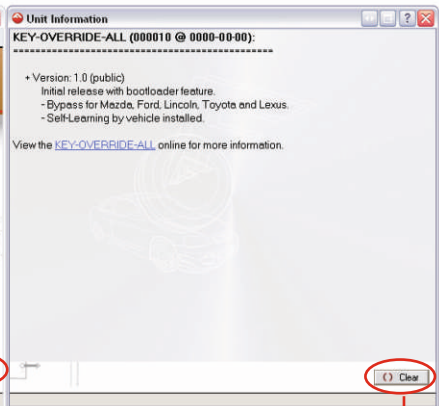 Unit Information
KEY-OVERRIDE-ALL (000010 @ 0000-00-00):
================================================
+ Version: 1.0 (public)
Initial release with bootloader feature.
- Bypass for Mazda, Ford, Lincoln, Toyota and Lexus.
- Self-Learning by vehicle installed.
View the KEY-OVERRIDE-ALL online for more information.
Clear